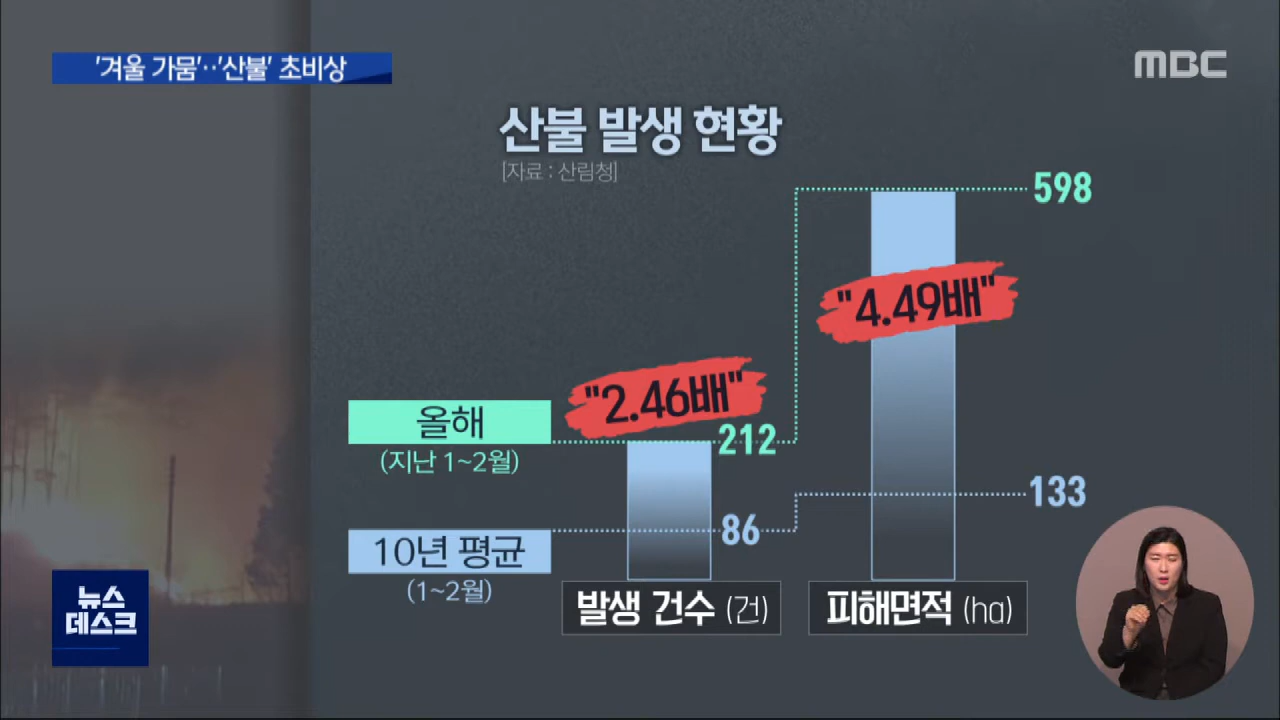 '겨울 가뭄'··'산불' 초비상
MBC
산불 발생 현황
[자료 : 산림청]
598
"4.49배"
"2.46배"
올해
212
(지난 1~2월)
133
86
10년 평균
(1~2월)
발생 건수 (건)
피해면적 (ha)
뉴스
데스크